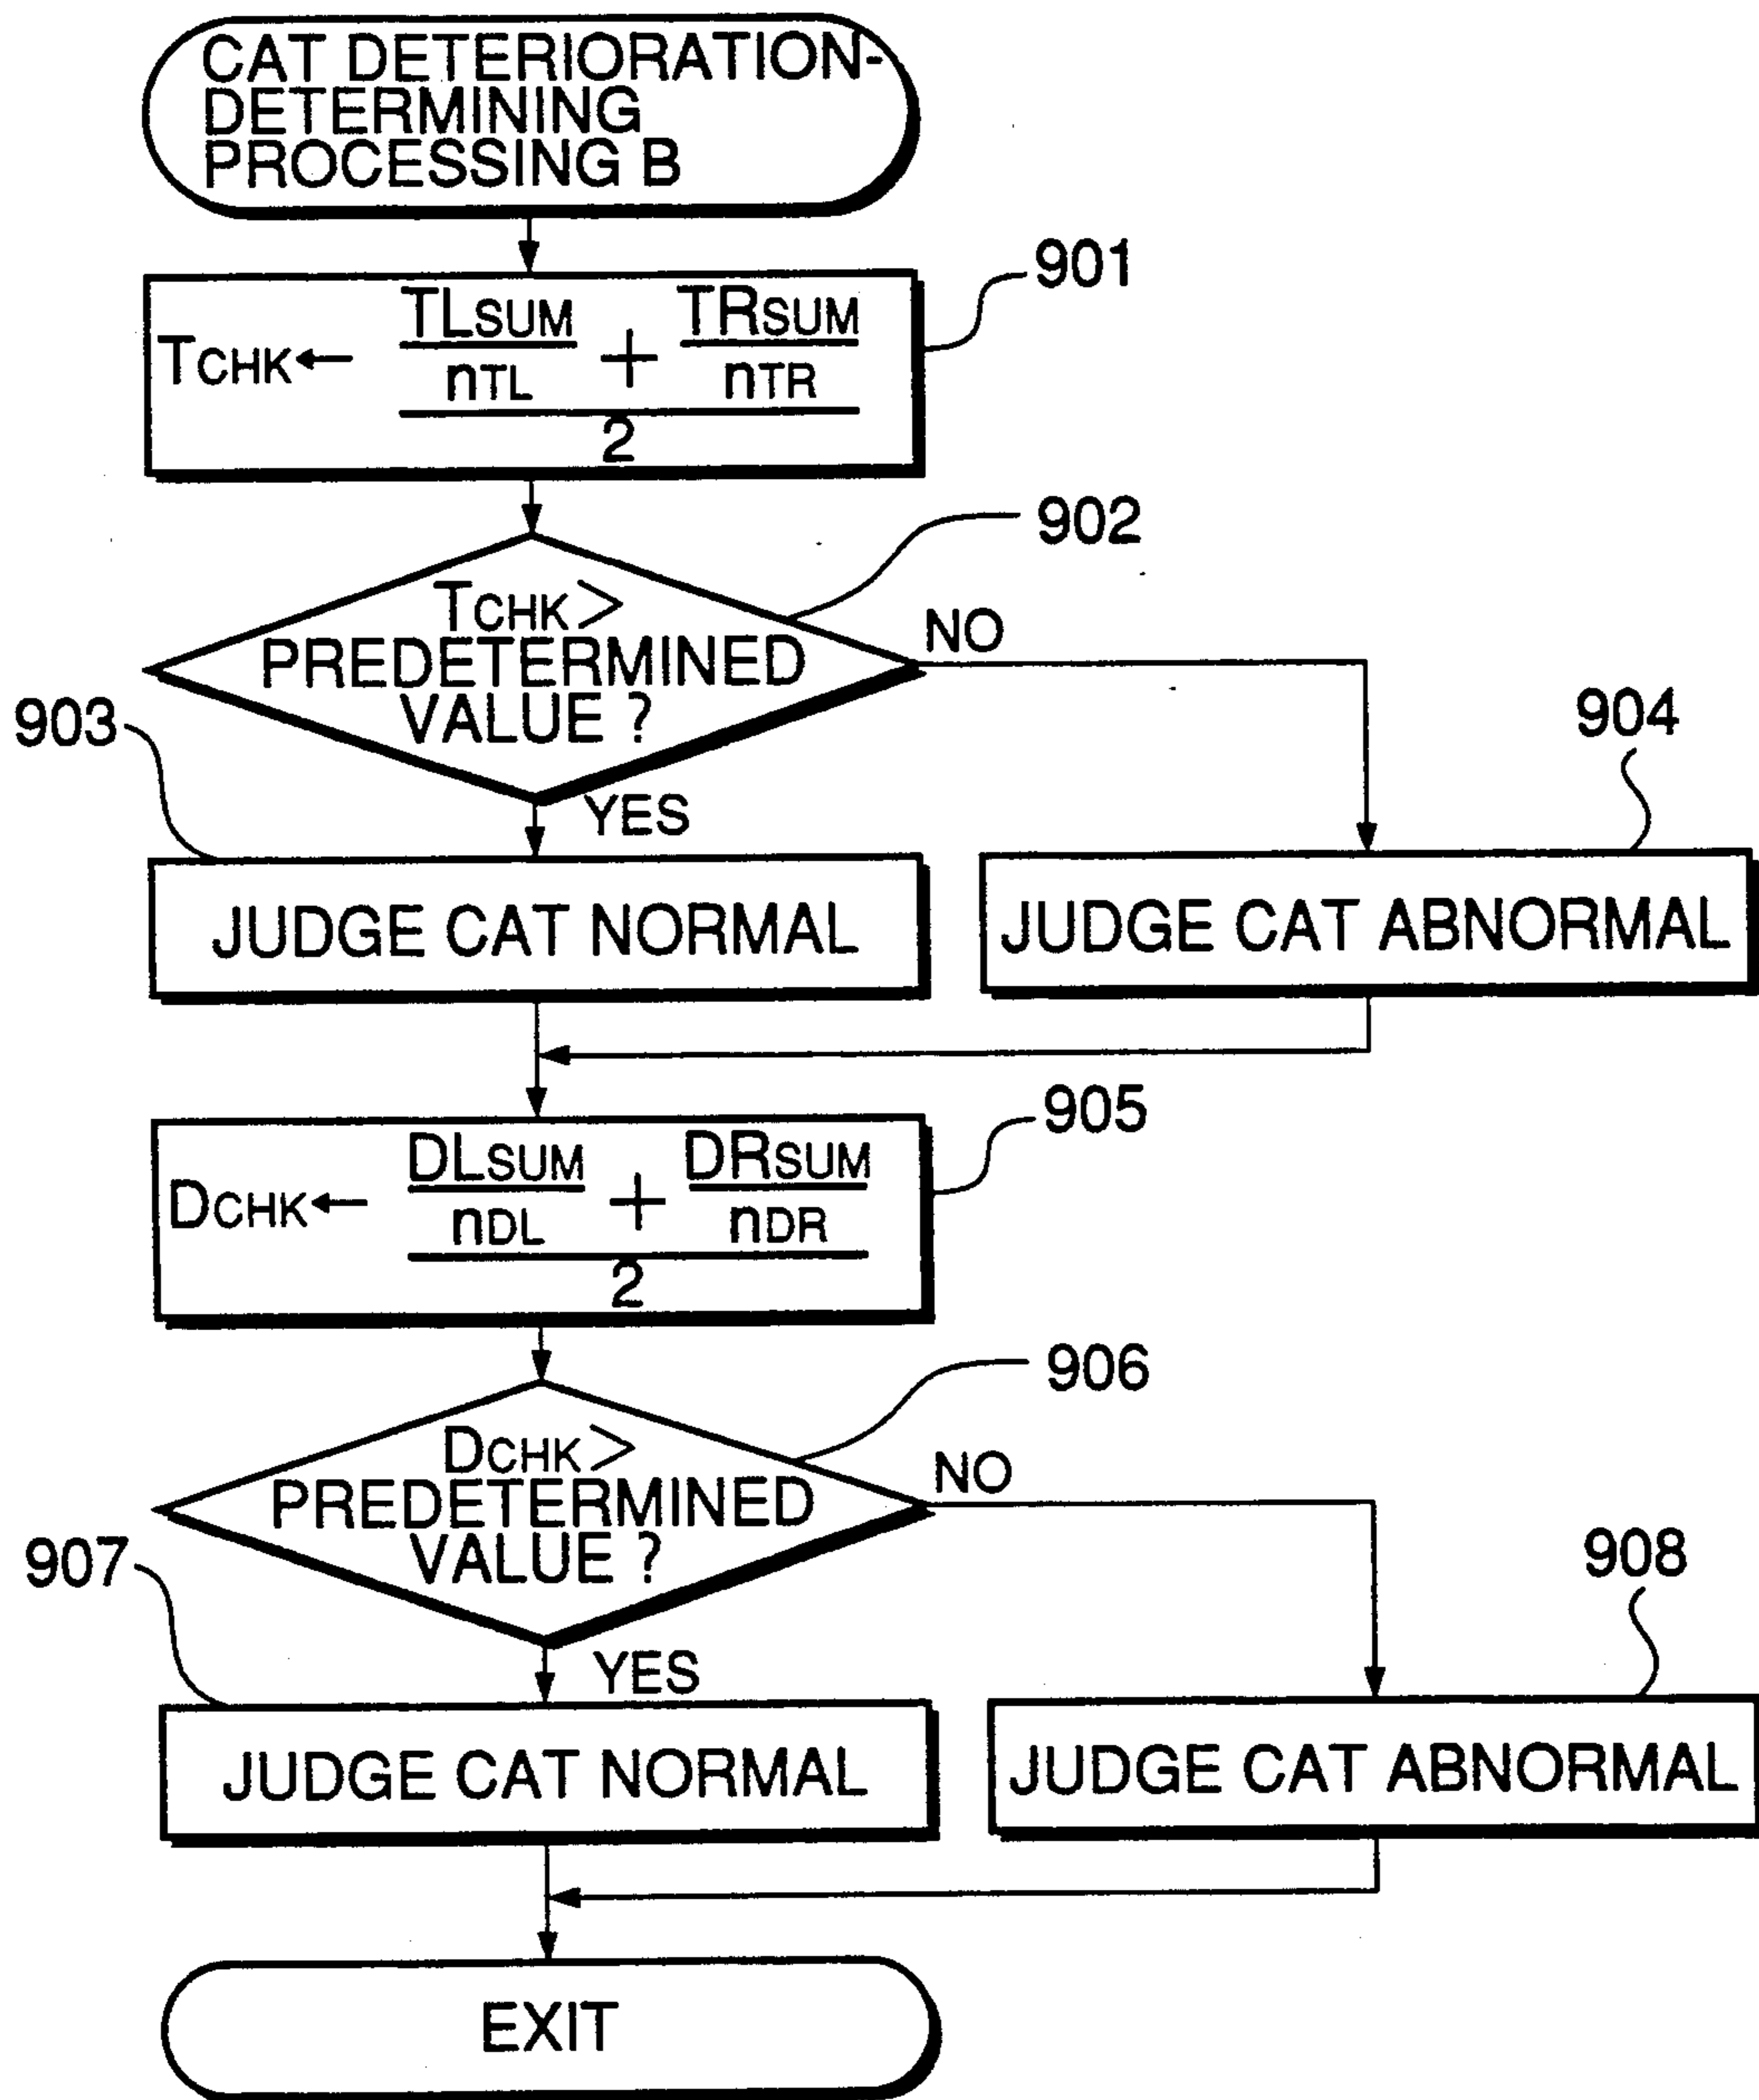 CAT DETERIORATION-
DETERMINING
PROCESSING B
901
TCHK← TLSUM/nTL + TRSUM/nTR
2
902
TCHK>
PREDETERMINED
VALUE ?
NO
903
904
YES
JUDGE CAT NORMAL
JUDGE CAT ABNORMAL
905
DCHK← DLSUM/nDL + DRSUM/nDR
2
906
DCHK>
PREDETERMINED
VALUE ?
NO
907
908
YES
JUDGE CAT NORMAL
JUDGE CAT ABNORMAL
EXIT